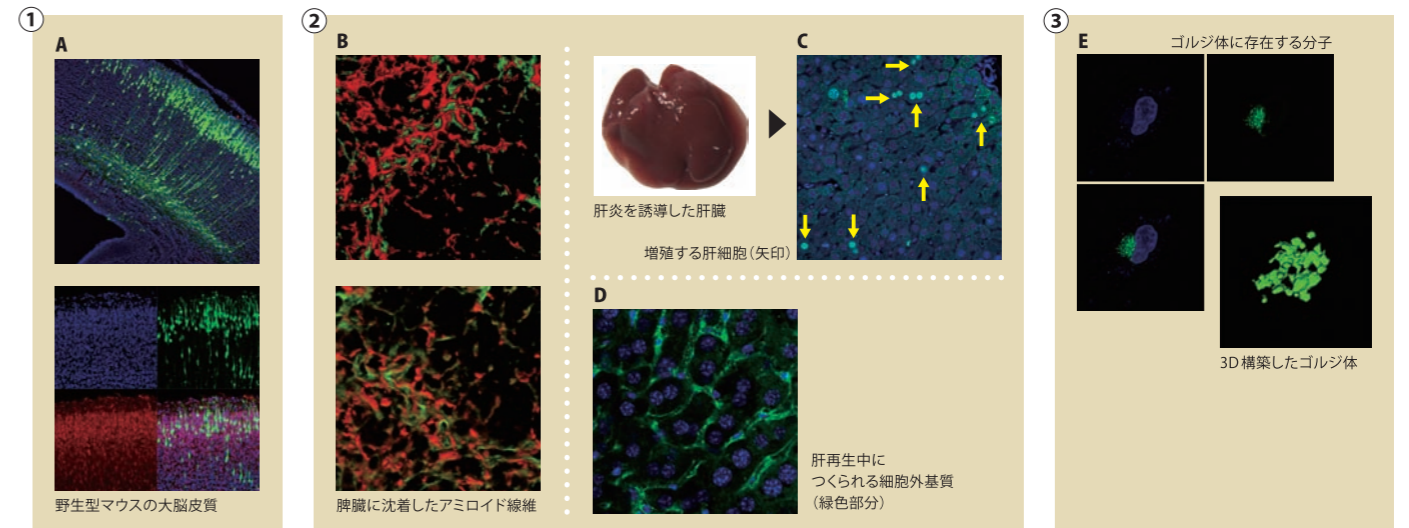 ①
A
野生型マウスの大脳皮質
②
B
脾臓に沈着したアミロイド線維
肝炎を誘導した肝臓
C
増殖する肝細胞(矢印)
D
肝再生中に
つくられる細胞外基質
(緑色部分)
③
E
ゴルジ体に存在する分子
3D構築したゴルジ体